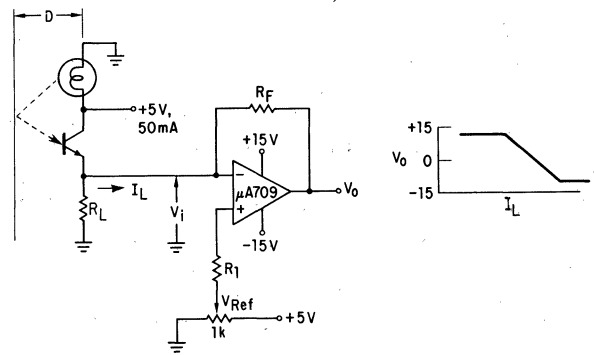 D
+5V,
50mA
R_F
+15V
I_L
V_i
R_L
−
μA709
+
V_O
−15V
R_1
V_Ref
1k
+5V
+15
V_O 0
−15
I_L